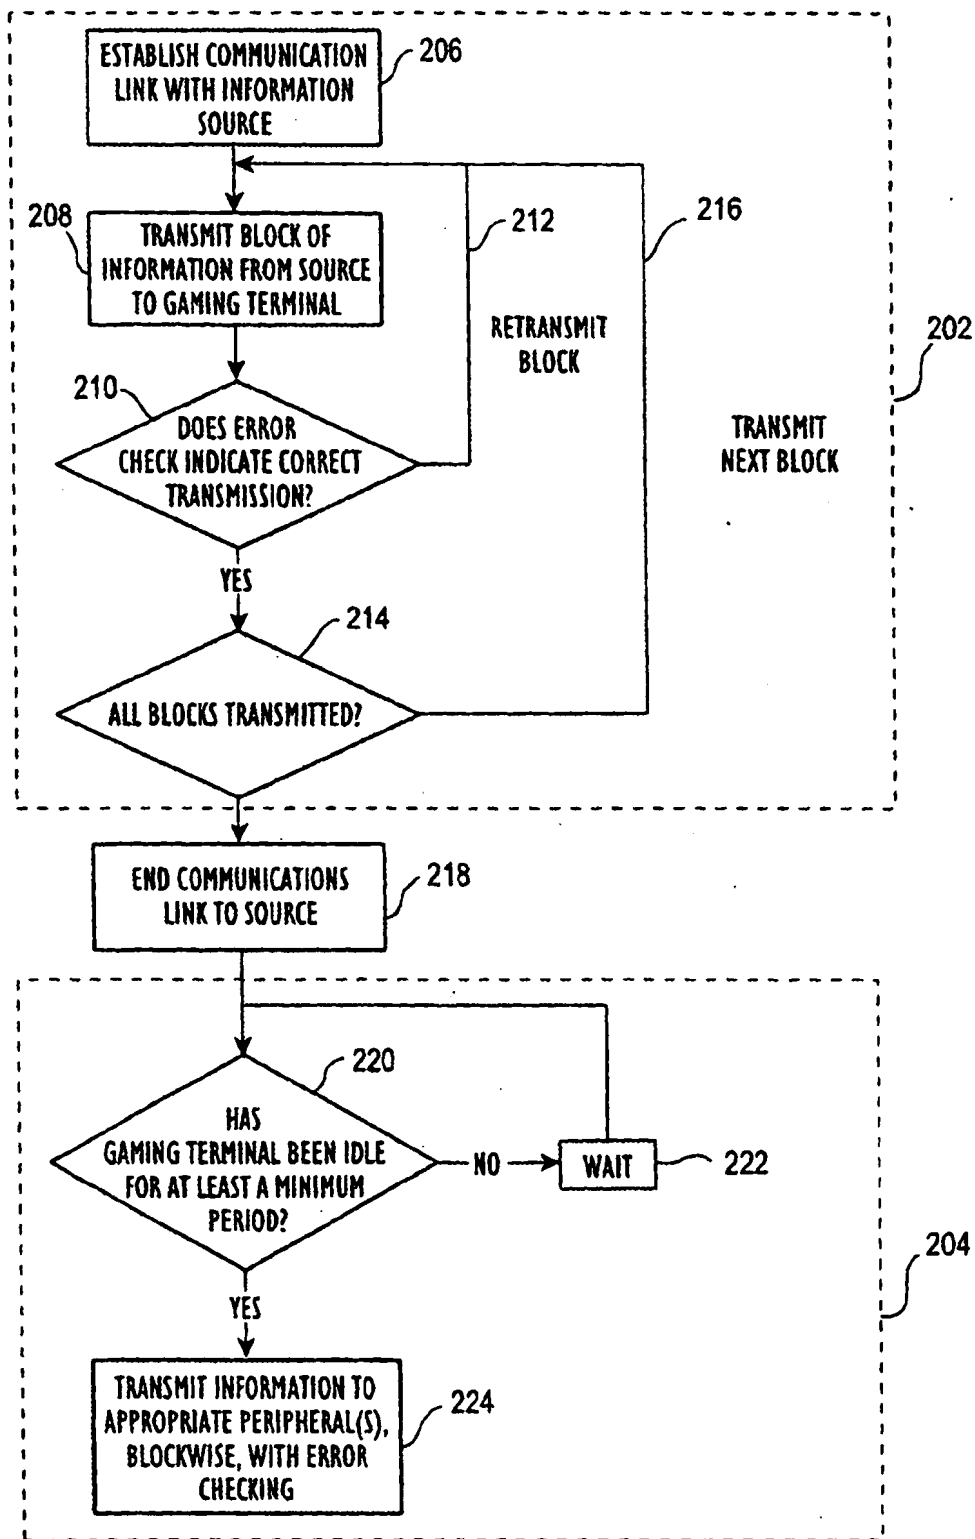 ESTABLISH COMMUNICATION
LINK WITH INFORMATION
SOURCE
206
208
TRANSMIT BLOCK OF
INFORMATION FROM SOURCE
TO GAMING TERMINAL
212
216
RETRANSMIT
BLOCK
202
210
DOES ERROR
CHECK INDICATE CORRECT
TRANSMISSION?
TRANSMIT
NEXT BLOCK
YES
214
ALL BLOCKS TRANSMITTED?
END COMMUNICATIONS
LINK TO SOURCE
218
220
HAS
GAMING TERMINAL BEEN IDLE
FOR AT LEAST A MINIMUM
PERIOD?
NO
WAIT
222
204
YES
TRANSMIT INFORMATION TO
APPROPRIATE PERIPHERAL(S),
BLOCKWISE, WITH ERROR
CHECKING
224